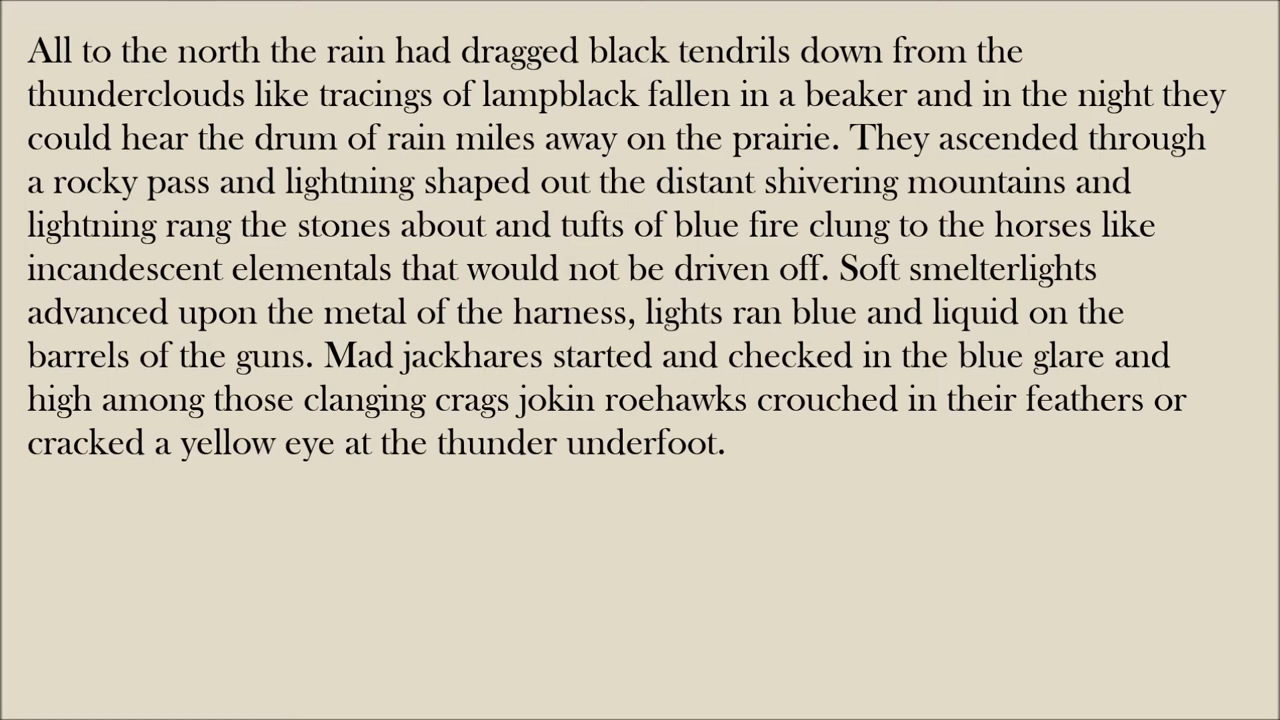 All to the north the rain had dragged black tendrils down from the
thunderclouds like tracings of lampblack fallen in a beaker and in the night they
could hear the drum of rain miles away on the prairie. They ascended through
a rocky pass and lightning shaped out the distant shivering mountains and
lightning rang the stones about and tufts of blue fire clung to the horses like
incandescent elementals that would not be driven off. Soft smelterlights
advanced upon the metal of the harness, lights ran blue and liquid on the
barrels of the guns. Mad jackhares started and checked in the blue glare and
high among those clanging crags jokin roehawks crouched in their feathers or
cracked a yellow eye at the thunder underfoot.